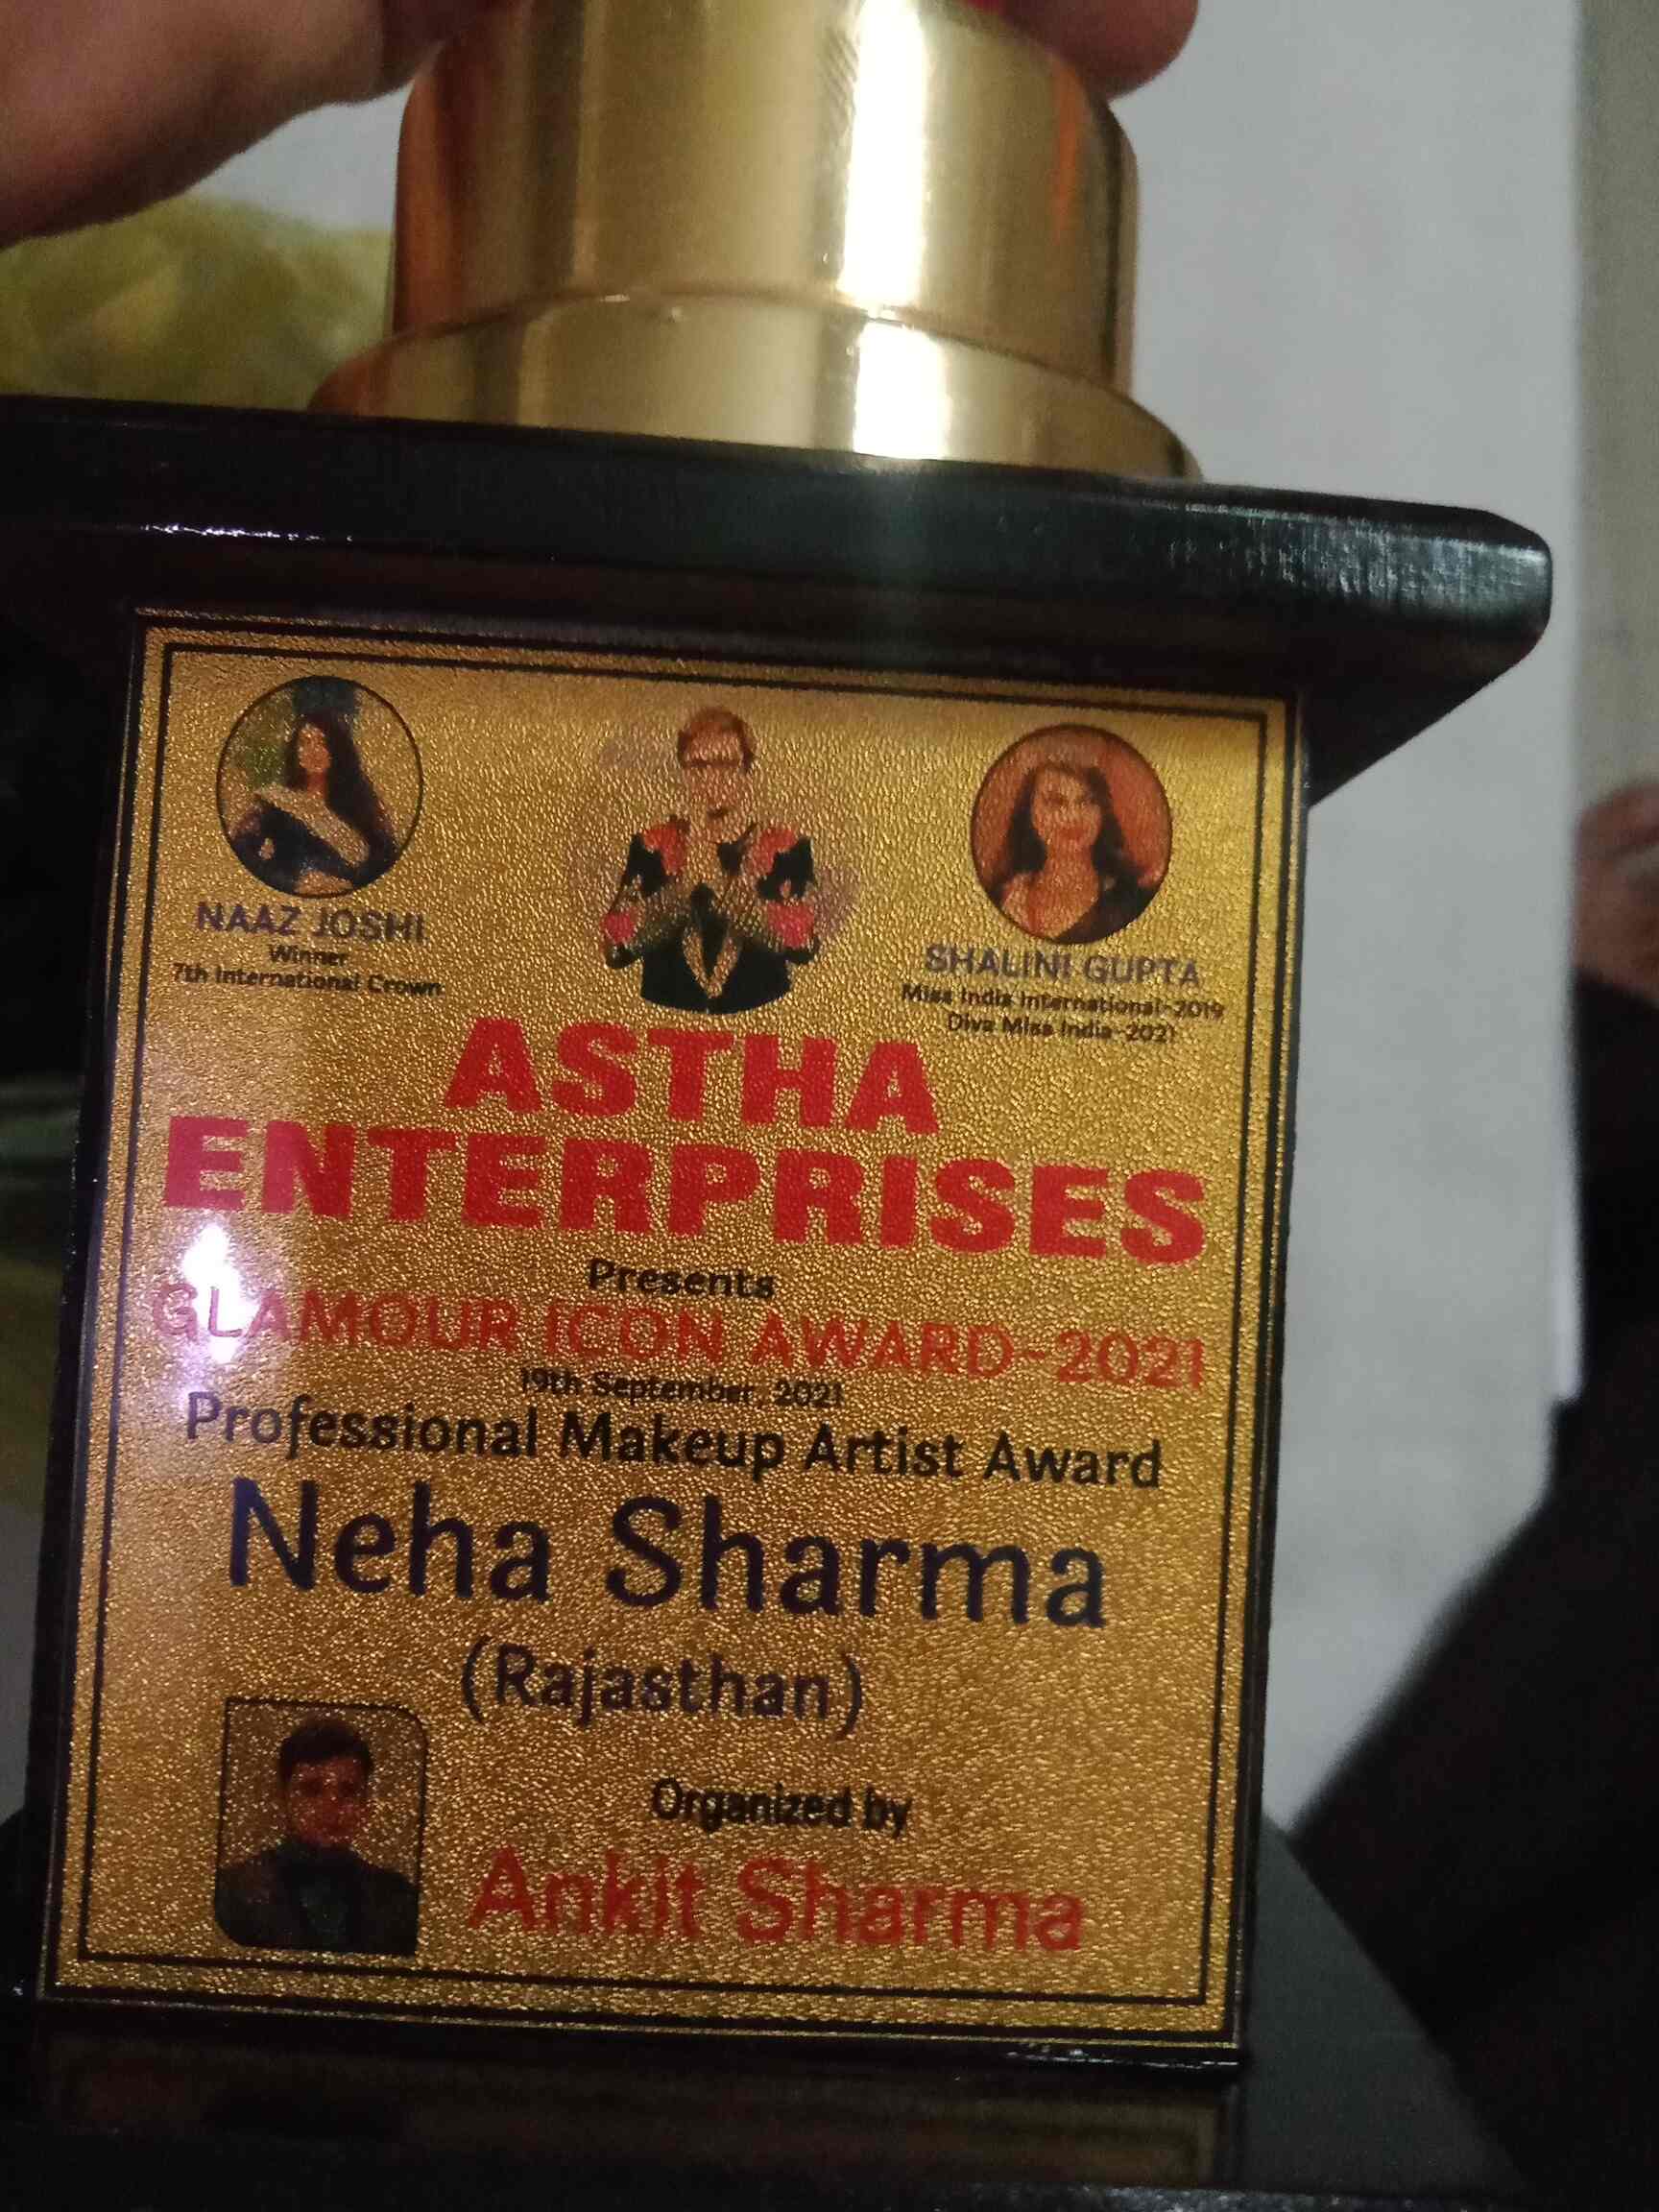 NAAZ JOSHI
Winner
7th International Crown
SHALINI GUPTA
Miss India International-2019
Diva Miss India-2021
ASTHA
ENTERPRISES
Presents
GLAMOUR ICON AWARD-2021
19th September, 2021
Professional Makeup Artist Award
Neha Sharma
(Rajasthan)
Organized by
Ankit Sharma